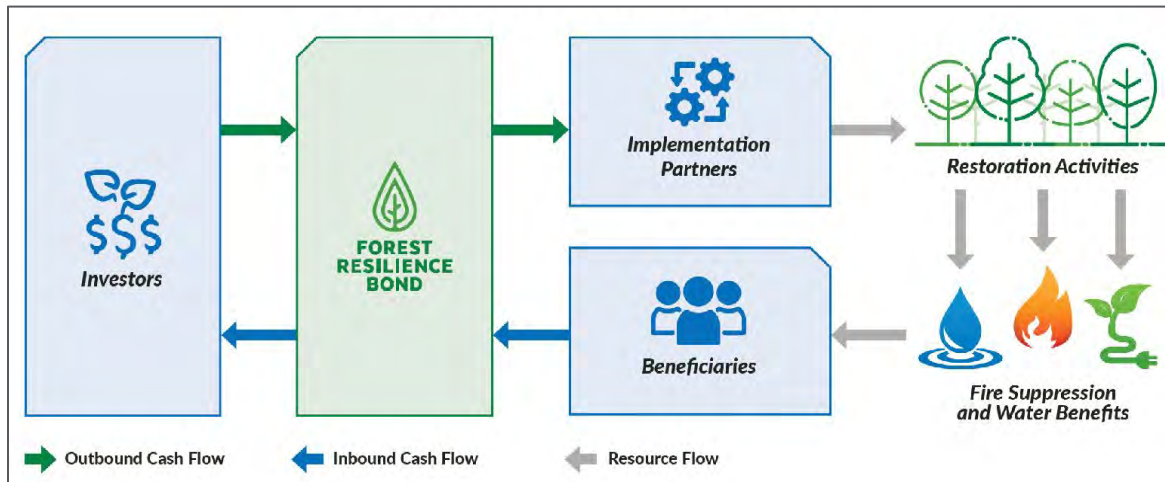 Investors
FOREST
RESILIENCE
BOND
Implementation
Partners
Restoration Activities
Beneficiaries
Fire Suppression
and Water Benefits
Outbound Cash Flow
Inbound Cash Flow
Resource Flow